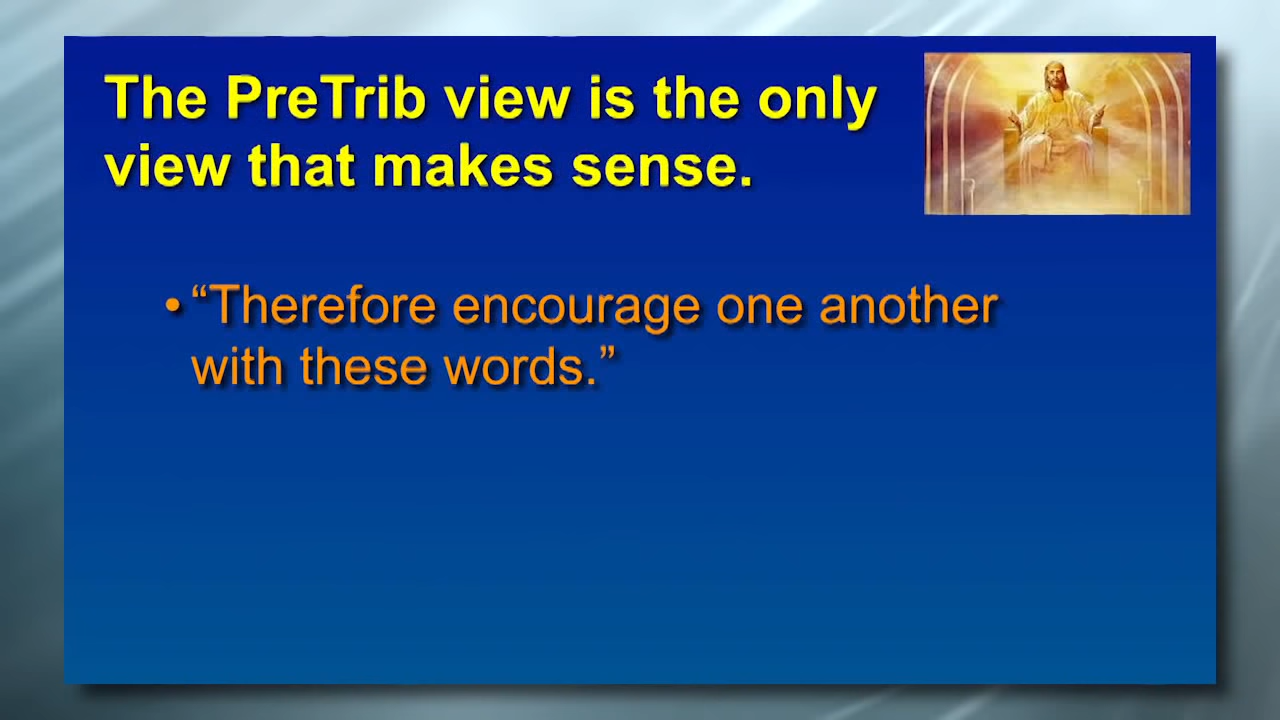 The PreTrib view is the only
view that makes sense.
• “Therefore encourage one another
with these words.”